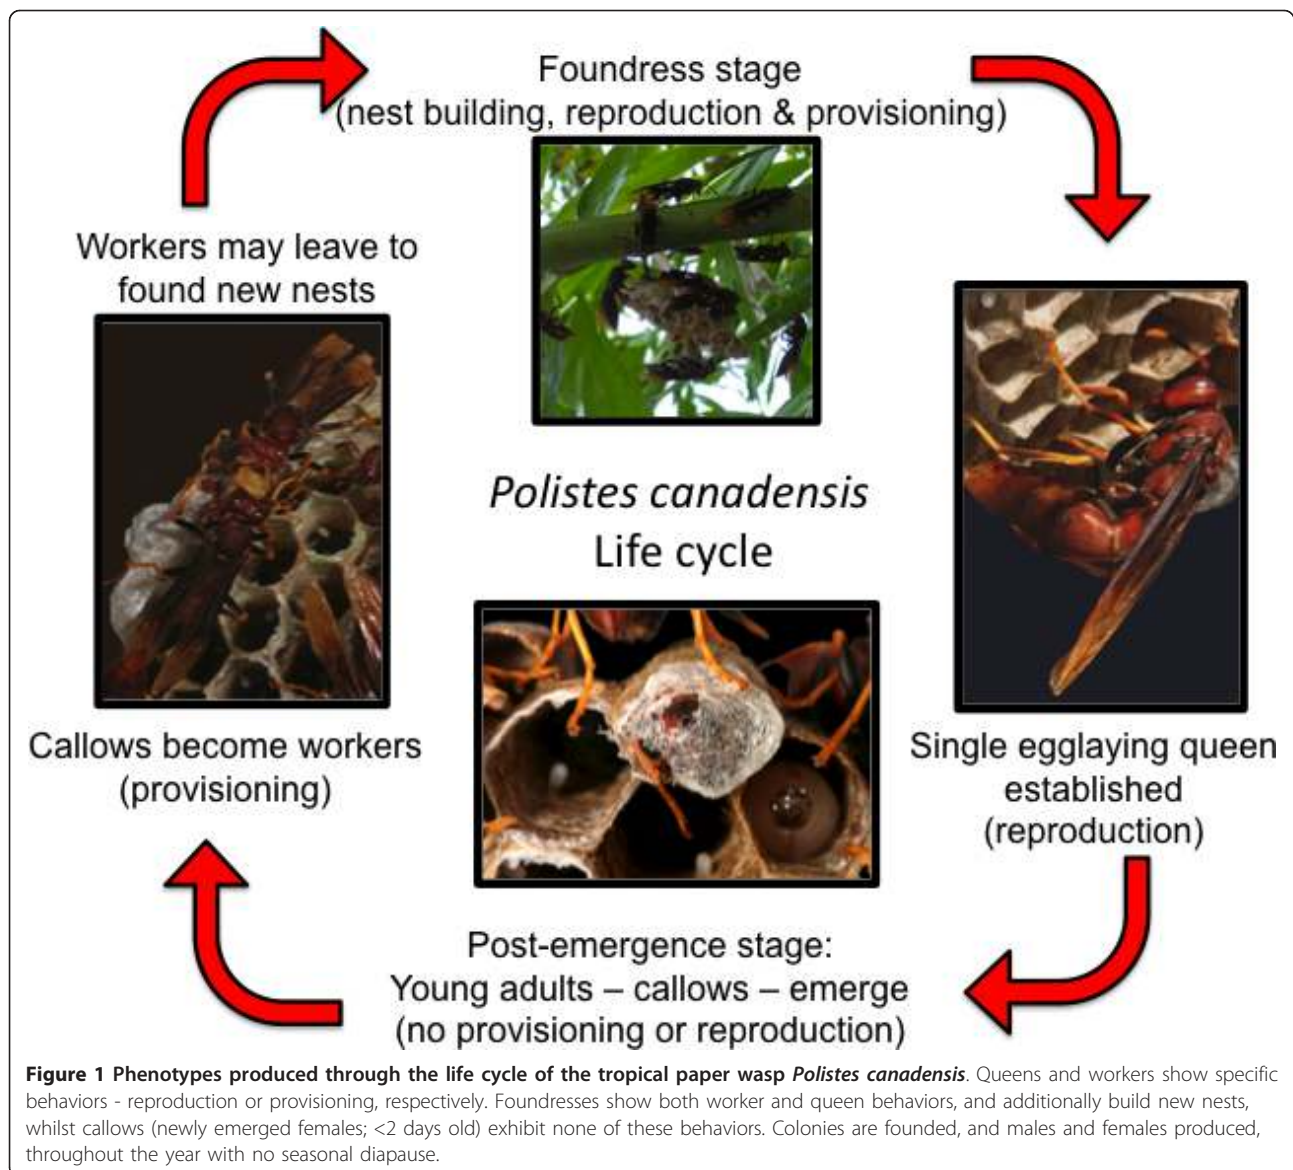 Foundress stage
(nest building, reproduction & provisioning)
Workers may leave to
found new nests
Polistes canadensis
Life cycle
Callows become workers
(provisioning)
Single egglaying queen
established
(reproduction)
Post-emergence stage:
Young adults – callows – emerge
(no provisioning or reproduction)
Figure 1 Phenotypes produced through the life cycle of the tropical paper wasp Polistes canadensis. Queens and workers show specific
behaviors - reproduction or provisioning, respectively. Foundresses show both worker and queen behaviors, and additionally build new nests,
whilst callows (newly emerged females; <2 days old) exhibit none of these behaviors. Colonies are founded, and males and females produced,
throughout the year with no seasonal diapause.